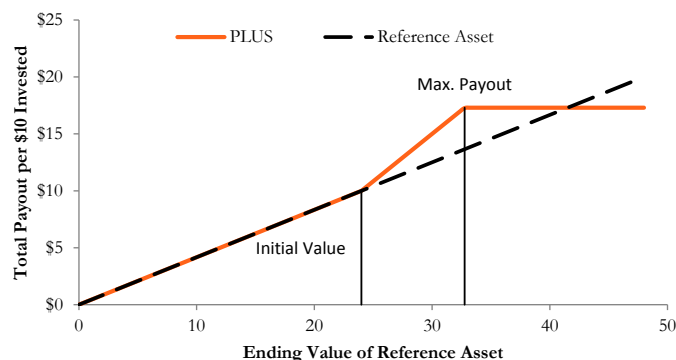 $25
PLUS
Reference Asset
$20
Max. Payout
$15
$10
Initial Value
$5
$0
0
10
20
30
40
50
Total Payout per $10 Invested
Ending Value of Reference Asset